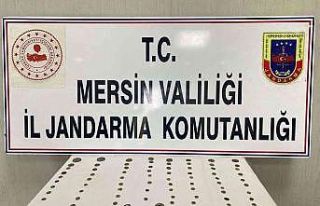 T.C.
MERSİN VALİLİĞİ
İL JANDARMA KOMUTANLIĞI